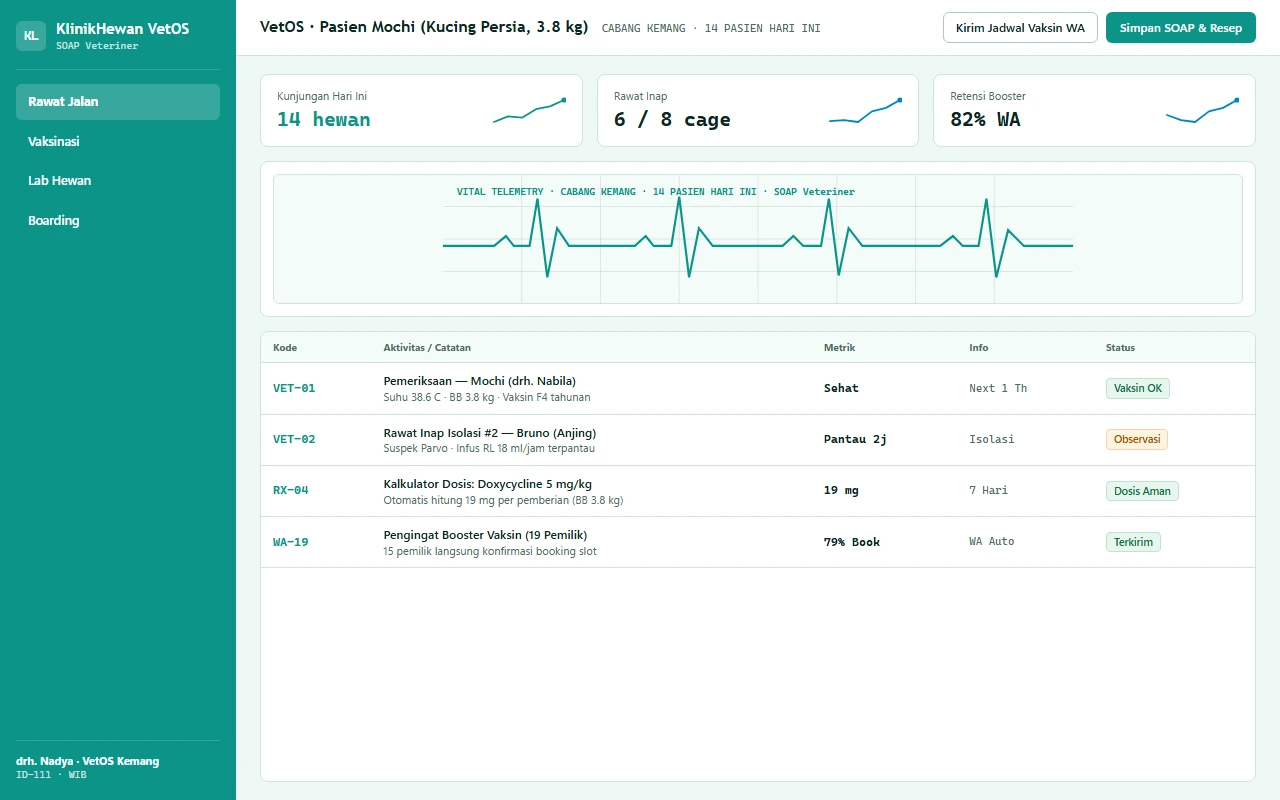 KL
KlinikHewan VetOS
SOAP Veteriner
Rawat Jalan
Vaksinasi
Lab Hewan
Boarding
drh. Nadya · VetOS Kemang
ID-111 · WIB
VetOS · Pasien Mochi (Kucing Persia, 3.8 kg)
CABANG KEMANG · 14 PASIEN HARI INI
Kirim Jadwal Vaksin WA
Simpan SOAP & Resep
Kunjungan Hari Ini
14 hewan
Rawat Inap
6 / 8 cage
Retensi Booster
82% WA
VITAL TELEMETRY · CABANG KEMANG · 14 PASIEN HARI INI · SOAP Veteriner
Kode Aktivitas / Catatan Metrik Info Status
VET-01 Pemeriksaan — Mochi (drh. Nabila) Sehat Next 1 Th Vaksin OK
Suhu 38.6 C · BB 3.8 kg · Vaksin F4 tahunan
VET-02 Rawat Inap Isolasi #2 — Bruno (Anjing) Pantau 2j Isolasi Observasi
Suspek Parvo · Infus RL 18 ml/jam terpantau
RX-04 Kalkulator Dosis: Doxycycline 5 mg/kg 19 mg 7 Hari Dosis Aman
Otomatis hitung 19 mg per pemberian (BB 3.8 kg)
WA-19 Pengingat Booster Vaksin (19 Pemilik) 79% Book WA Auto Terkirim
15 pemilik langsung konfirmasi booking slot